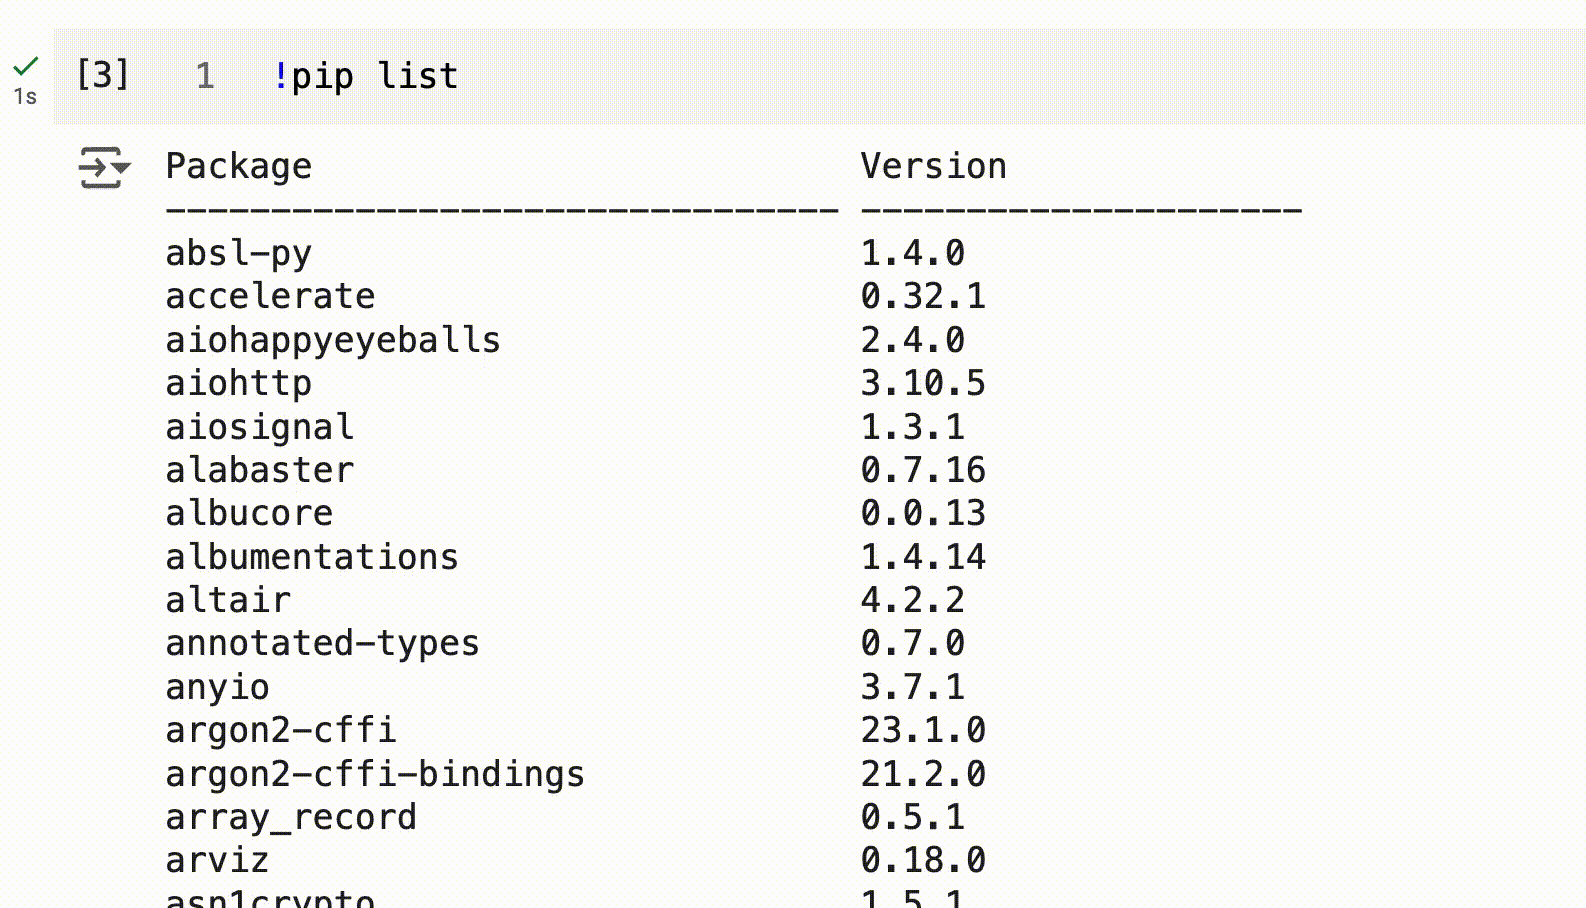 [3] 1 !pip list
1s
Package Version
-------------------------------- ---------------------
absl-py 1.4.0
accelerate 0.32.1
aiohappyeyeballs 2.4.0
aiohttp 3.10.5
aiosignal 1.3.1
alabaster 0.7.16
albucore 0.0.13
albumentations 1.4.14
altair 4.2.2
annotated-types 0.7.0
anyio 3.7.1
argon2-cffi 23.1.0
argon2-cffi-bindings 21.2.0
array_record 0.5.1
arviz 0.18.0
asn1crypto 1.5.1